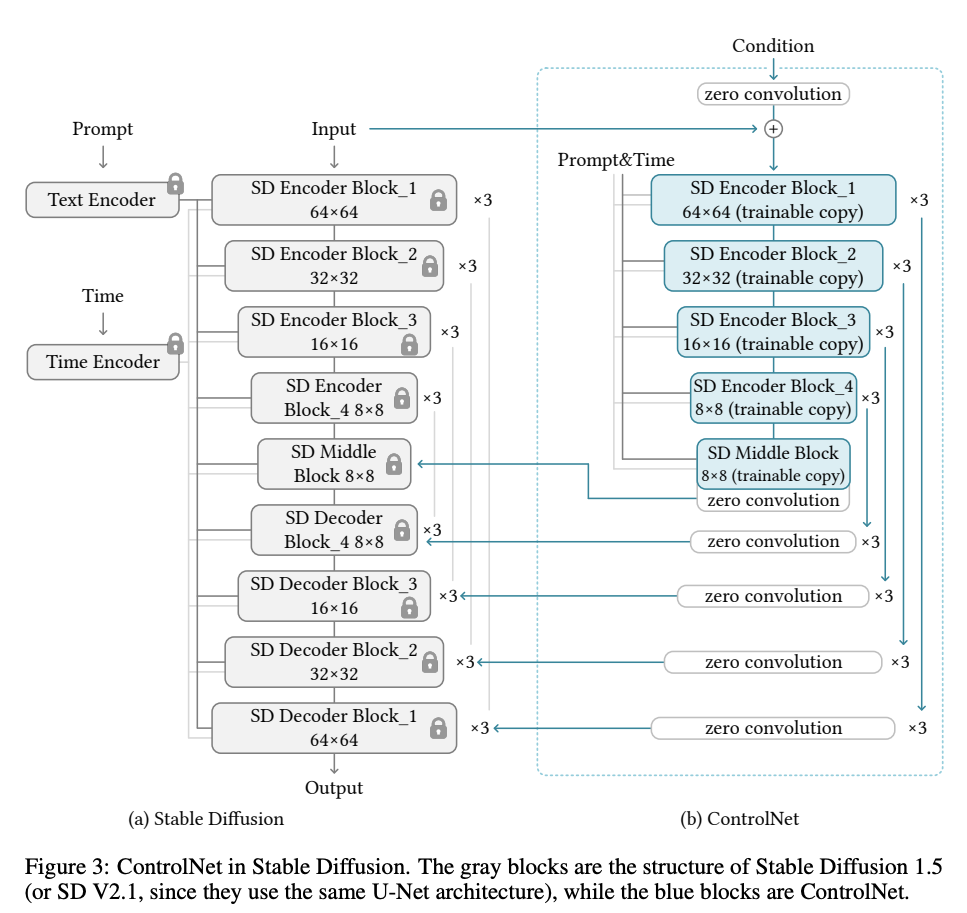 Condition
zero convolution
Prompt
Input
+
Prompt&Time
Text Encoder
SD Encoder Block_1
64×64
×3
SD Encoder Block_1
64×64 (trainable copy)
×3
SD Encoder Block_2
32×32
×3
SD Encoder Block_2
32×32 (trainable copy)
×3
Time
SD Encoder Block_3
16×16
×3
SD Encoder Block_3
16×16 (trainable copy)
×3
Time Encoder
SD Encoder
Block_4 8×8
×3
SD Encoder Block_4
8×8 (trainable copy)
×3
SD Middle
Block 8×8
SD Middle Block
8×8 (trainable copy)
zero convolution
SD Decoder
Block_4 8×8
×3
zero convolution
×3
SD Decoder Block_3
16×16
×3
zero convolution
×3
SD Decoder Block_2
32×32
×3
zero convolution
×3
SD Decoder Block_1
64×64
×3
zero convolution
×3
Output
(a) Stable Diffusion
(b) ControlNet
Figure 3: ControlNet in Stable Diffusion. The gray blocks are the structure of Stable Diffusion 1.5
(or SD V2.1, since they use the same U-Net architecture), while the blue blocks are ControlNet.